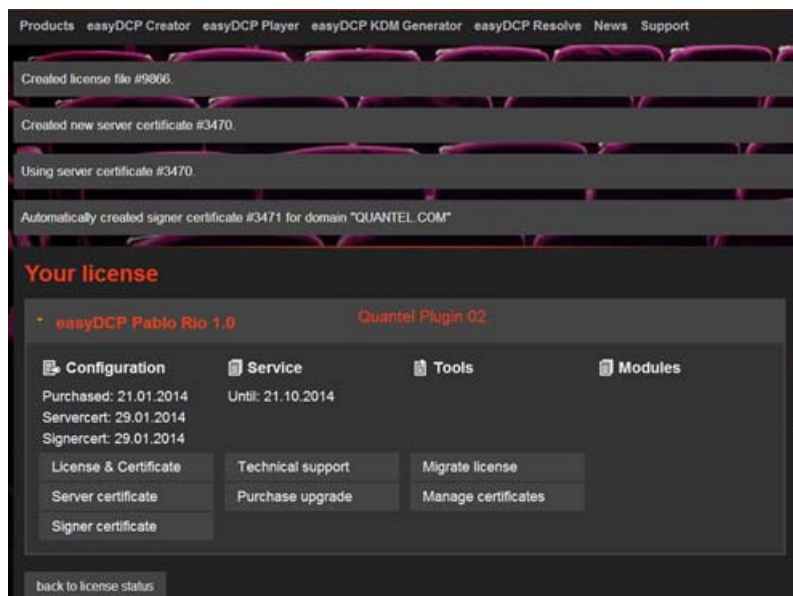 Products easyDCP Creator easyDCP Player easyDCP KDM Generator easyDCP Resolve News Support
Created license file #9866.
Created new server certificate #3470.
Using server certificate #3470.
Automatically created signer certificate #3471 for domain "QUANTEL.COM"
Your license
easyDCP Pablo Rio 1.0 Quantel Plugin 02
Configuration Service Tools Modules
Purchased: 21.01.2014 Until: 21.10.2014
Servercert: 29.01.2014
Signercert: 29.01.2014
License & Certificate Technical support Migrate license
Server certificate Purchase upgrade Manage certificates
Signer certificate
back to license status